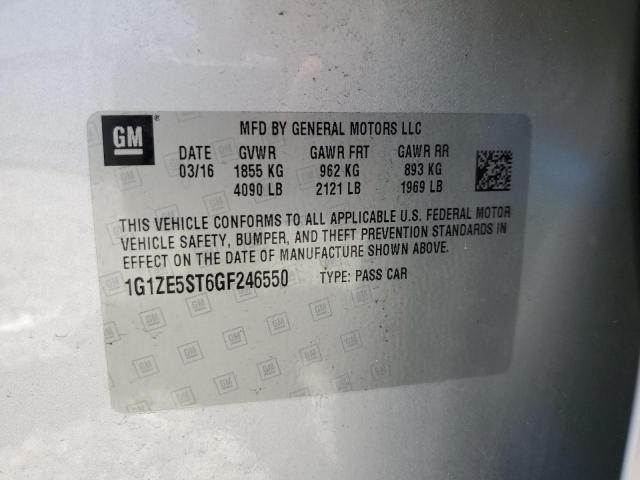 GM
MFD BY GENERAL MOTORS LLC
DATE GVWR GAWR FRT GAWR RR
03/16 1855 KG 962 KG 893 KG
4090 LB 2121 LB 1969 LB
THIS VEHICLE CONFORMS TO ALL APPLICABLE U.S. FEDERAL MOTOR
VEHICLE SAFETY, BUMPER, AND THEFT PREVENTION STANDARDS IN
EFFECT ON THE DATE OF MANUFACTURE SHOWN ABOVE.
1G1ZE5ST6GF246550 TYPE: PASS CAR